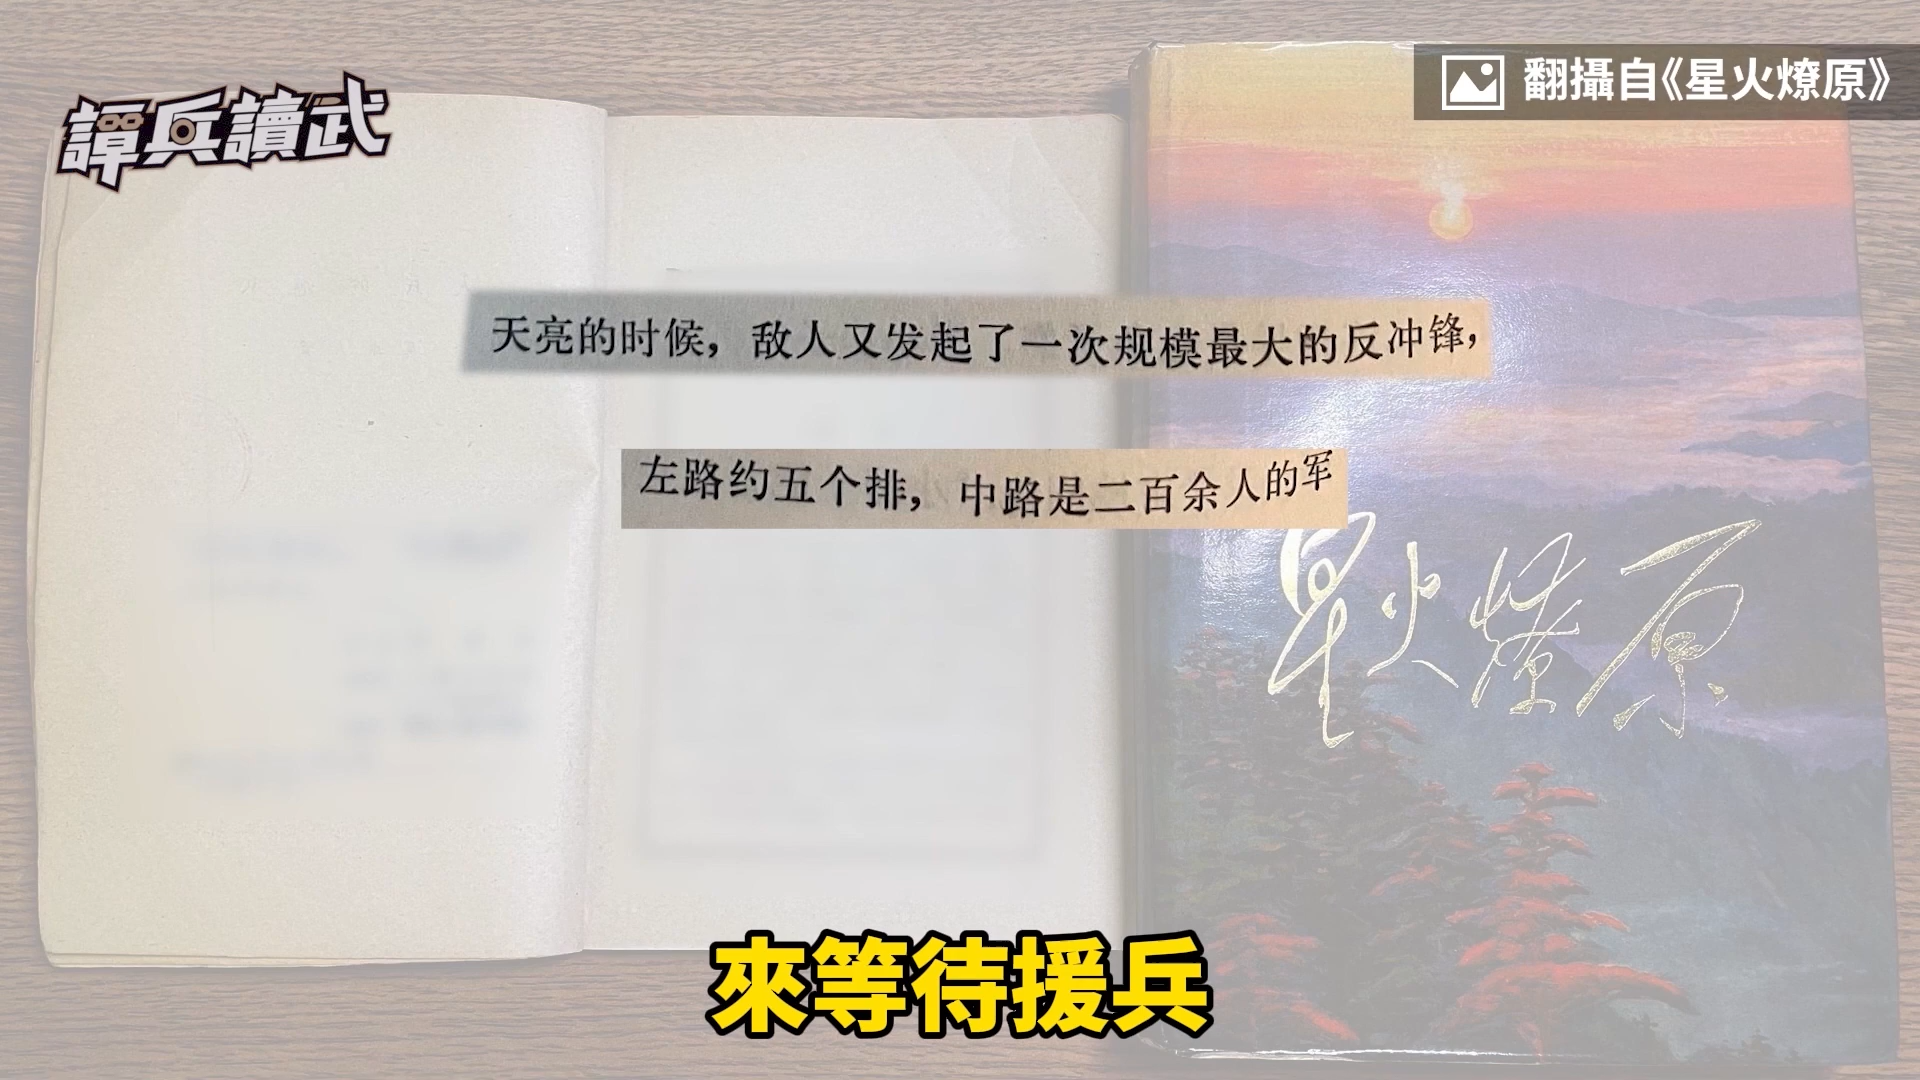 譚兵讀武
翻攝自《星火燎原》
天亮的时候，敌人又发起了一次规模最大的反冲锋，
左路约五个排，中路是二百余人的军
星火燎原
來等待援兵